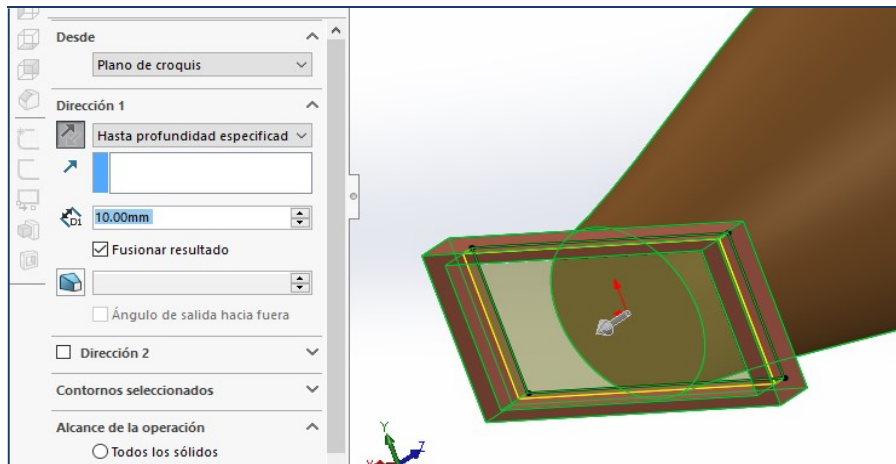 Desde
Plano de croquis
Dirección 1
Hasta profundidad especificad
D1
10.00mm
Fusionar resultado
Ángulo de salida hacia fuera
Dirección 2
Contornos seleccionados
Alcance de la operación
Todos los sólidos
Y
Z
X